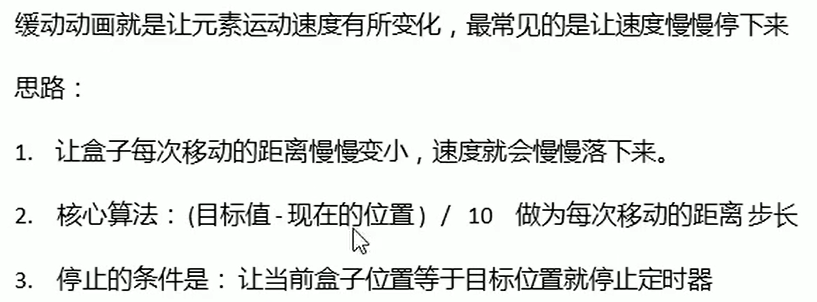 缓动动画就是让元素运动速度有所变化，最常见的是让速度慢慢停下来
思路：
1. 让盒子每次移动的距离慢慢变小，速度就会慢慢落下来。
2. 核心算法：(目标值 - 现在的位置) / 10 做为每次移动的距离 步长
3. 停止的条件是：让当前盒子位置等于目标位置就停止定时器